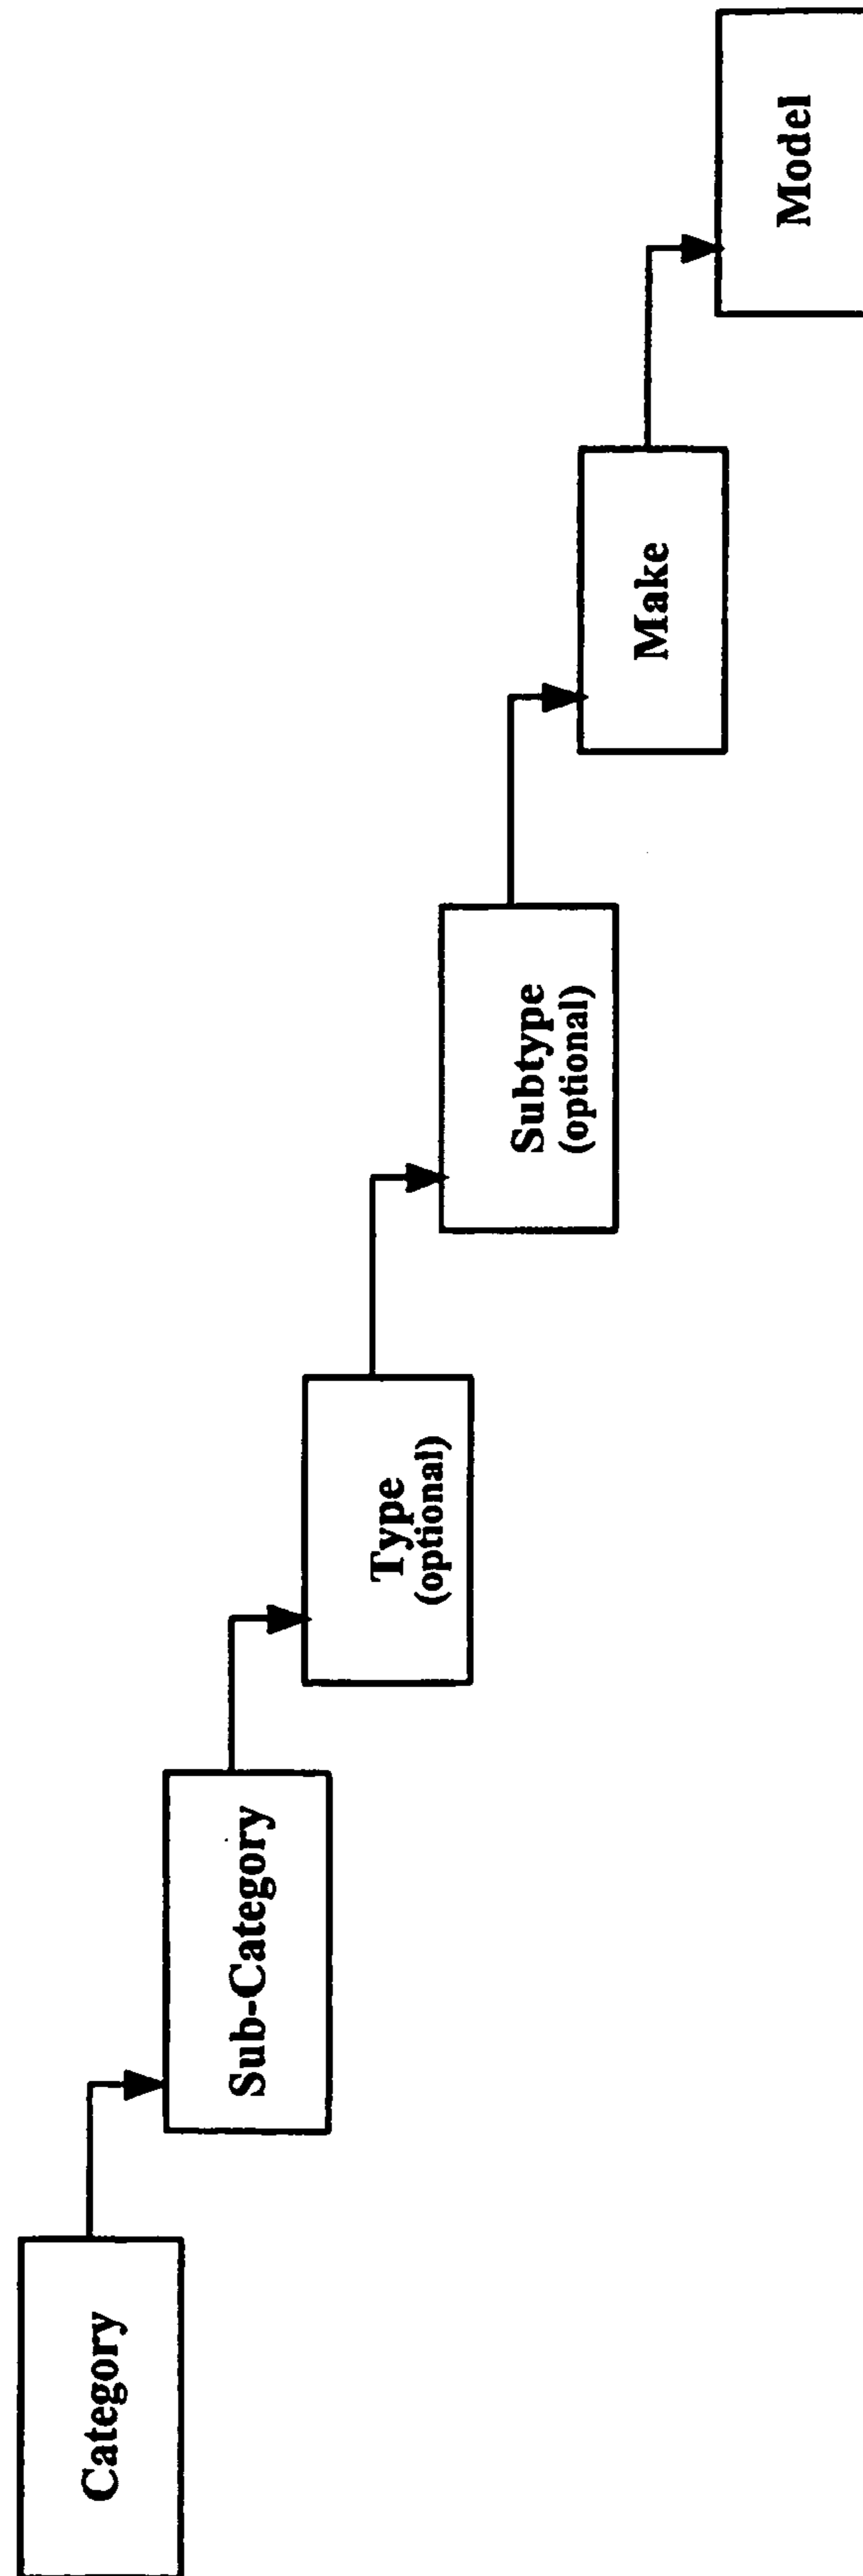 Category
Sub-Category
Type
(optional)
Subtype
(optional)
Make
Model